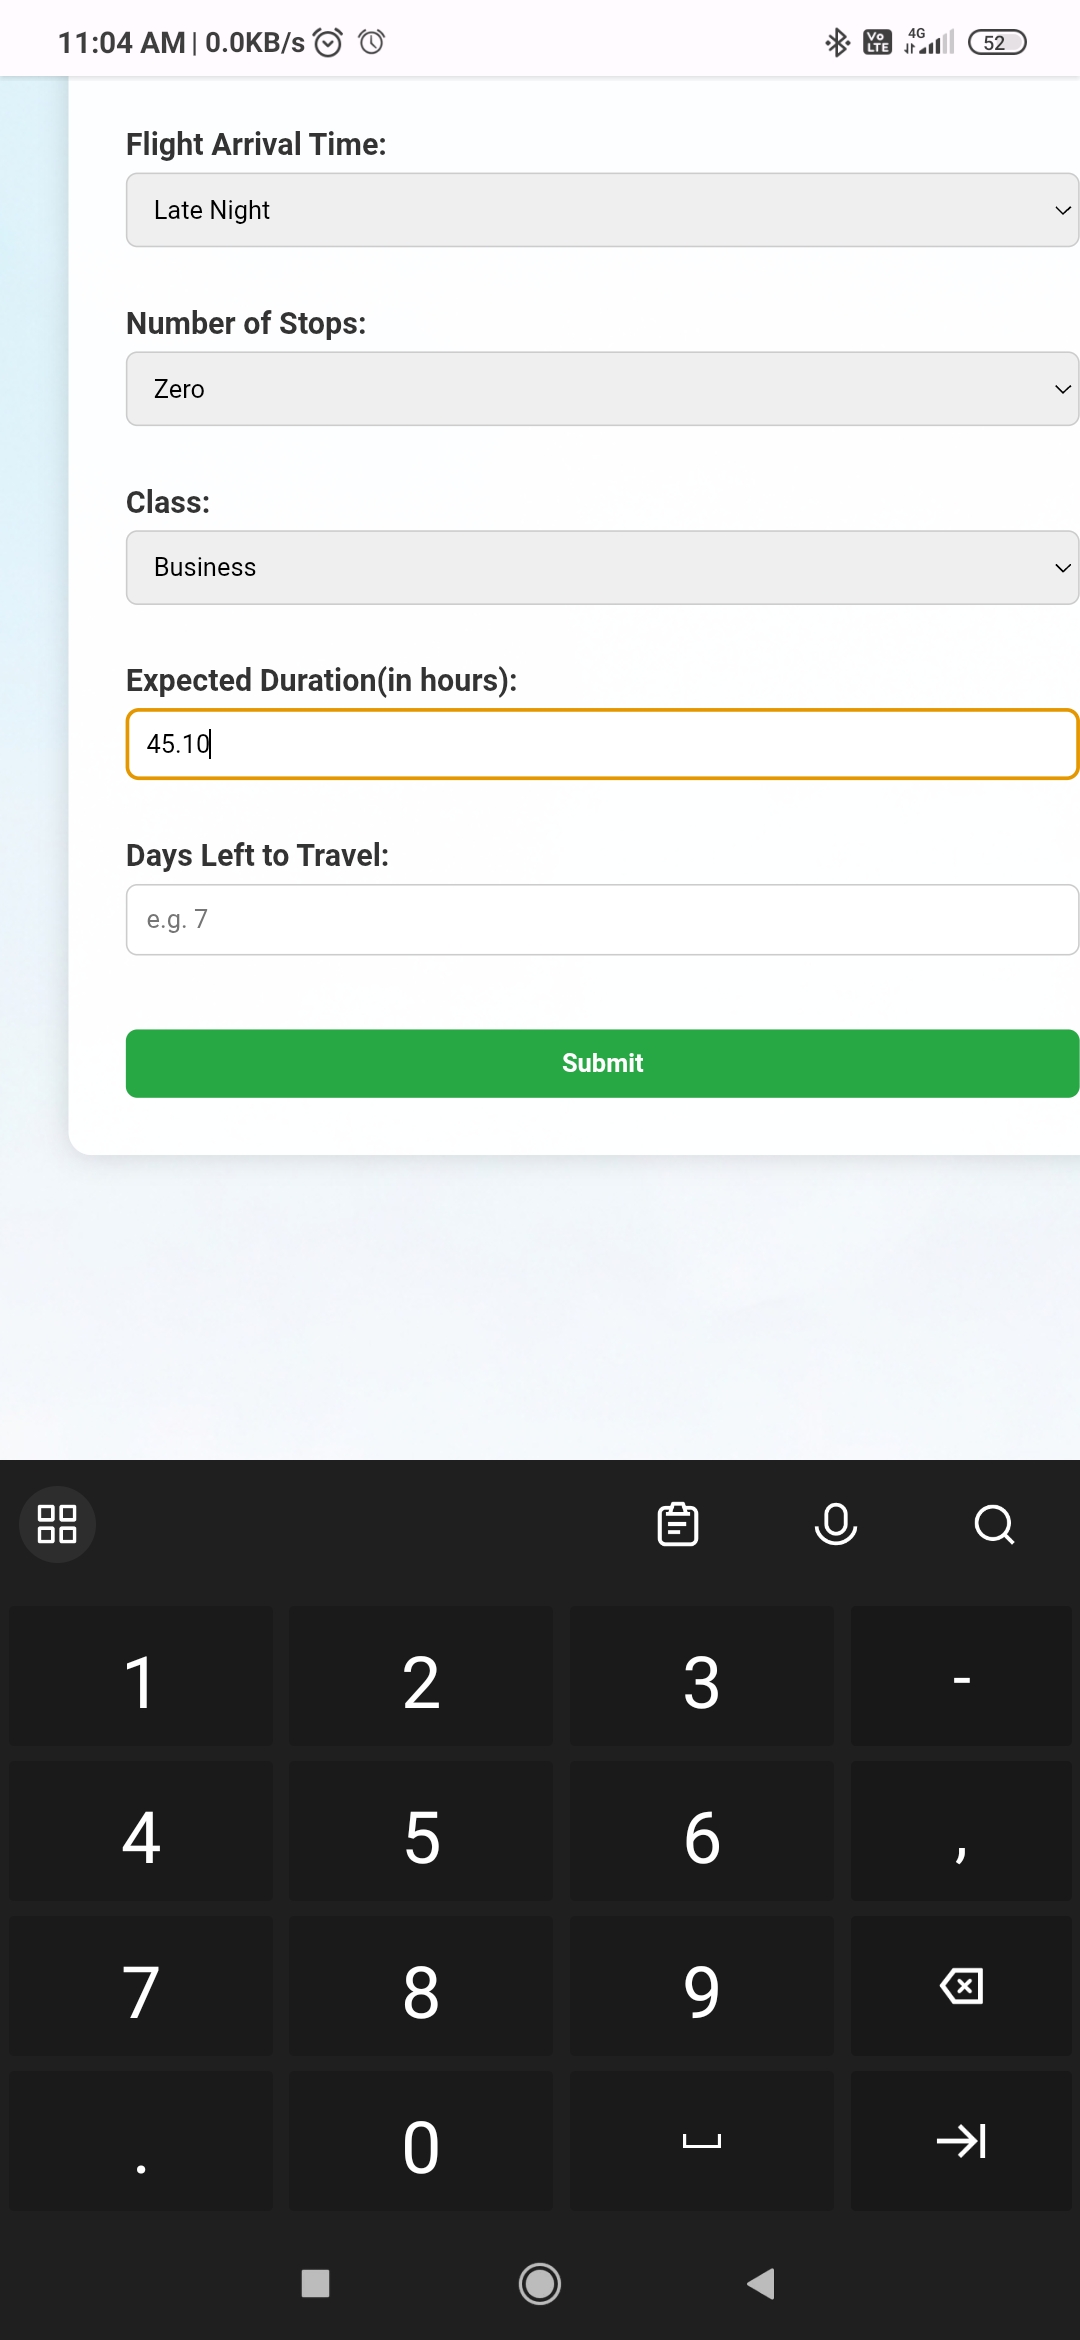 11:04 AM | 0.0KB/s
Vo LTE 4G 52
Flight Arrival Time:
Late Night
Number of Stops:
Zero
Class:
Business
Expected Duration(in hours):
45.10
Days Left to Travel:
e.g. 7
Submit
1 2 3 -
4 5 6 ,
7 8 9
. 0